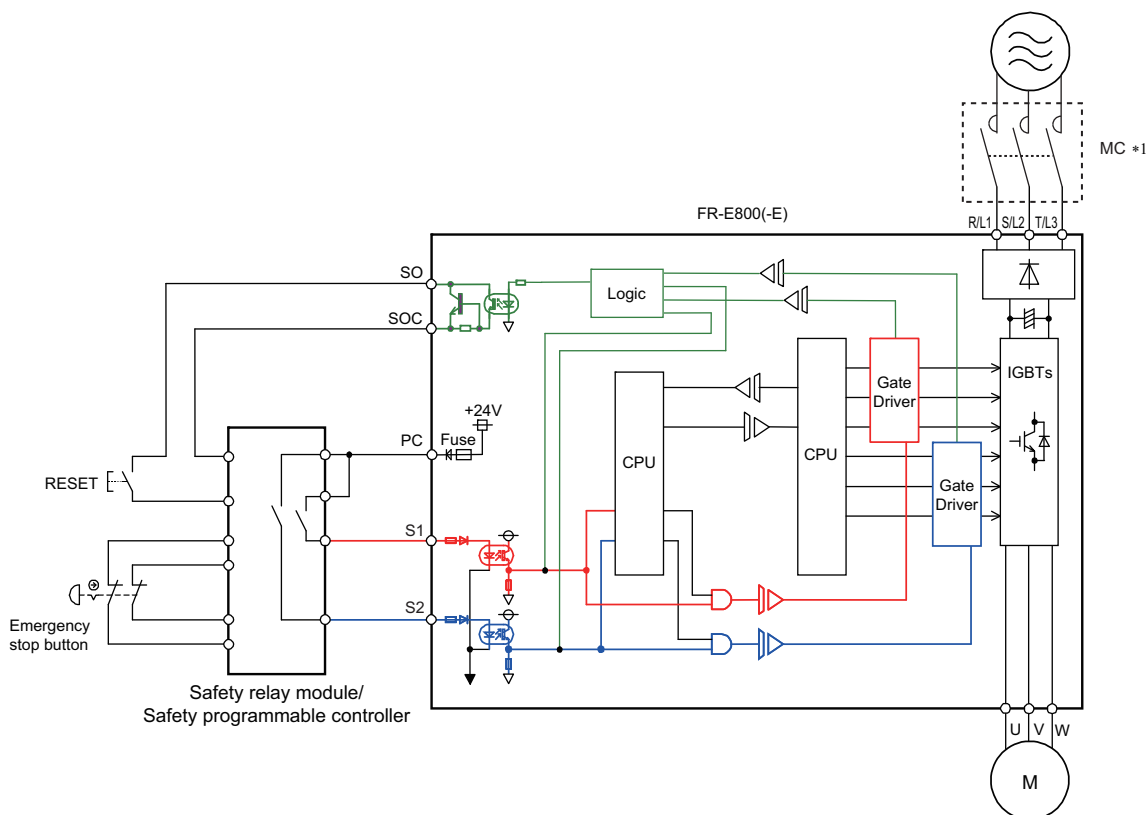 MC *1
FR-E800(-E)
R/L1 S/L2 T/L3
SO
Logic
SOC
IGBTs
Gate
Driver
+24V
PC
Fuse
CPU
CPU
RESET
Gate
Driver
S1
S2
Emergency
stop button
Safety relay module/
Safety programmable controller
U V W
M